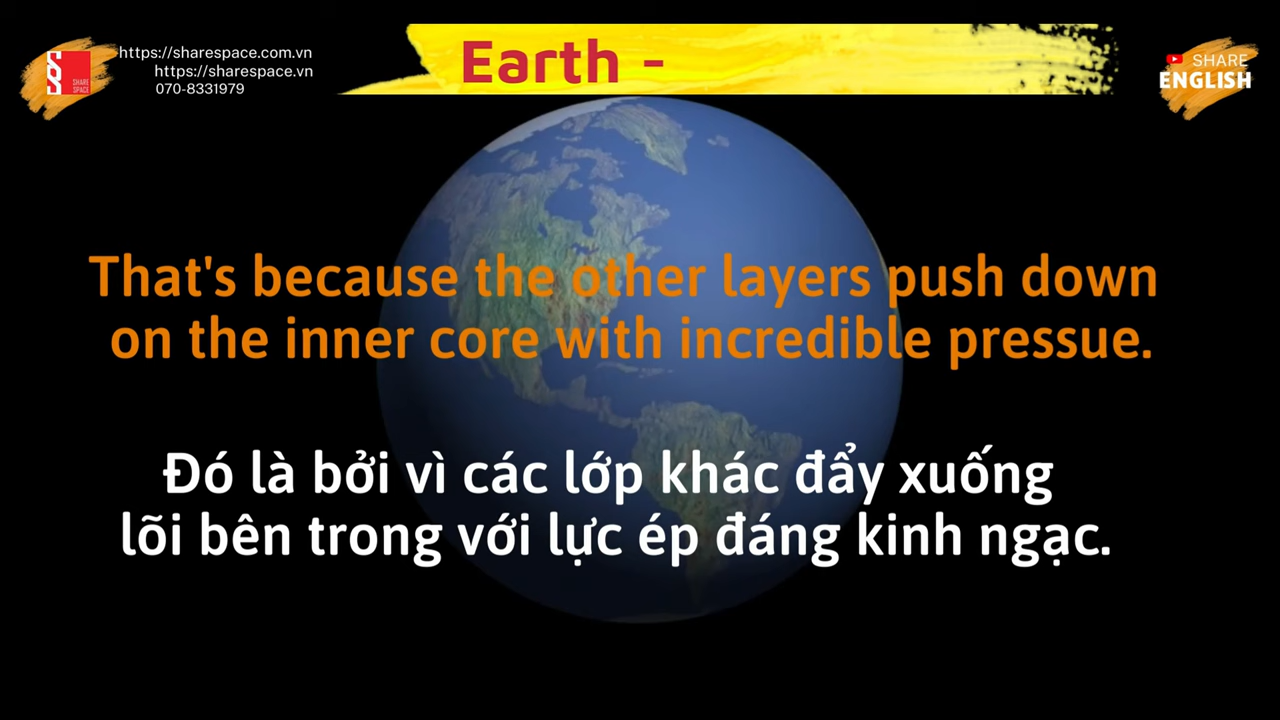 https://sharespace.com.vn
https://sharespace.vn
070-8331979
SHARE
SPACE
Earth -
SHARE
ENGLISH
That's because the other layers push down
on the inner core with incredible pressue.
Đó là bởi vì các lớp khác đẩy xuống
lõi bên trong với lực ép đáng kinh ngạc.